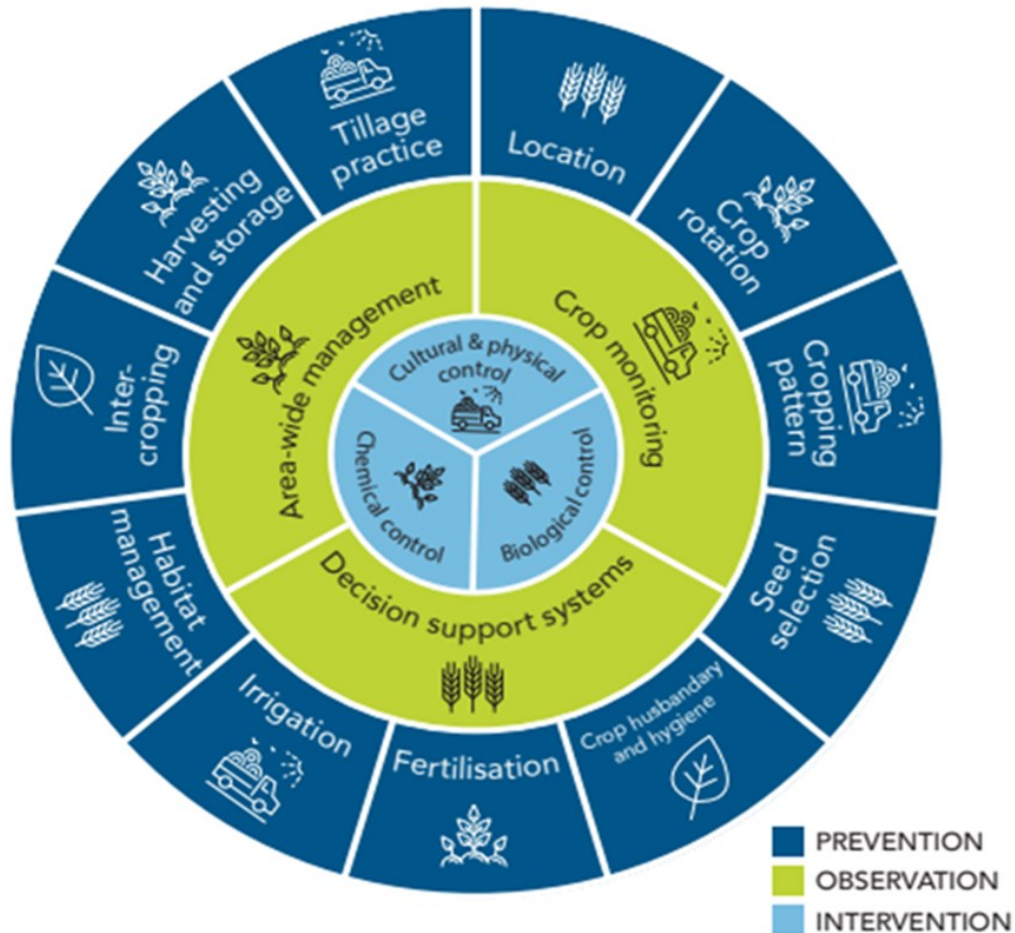 Tillage
practice
Location
Crop
rotation
Cropping
pattern
Seed
selection
Crop husbandary
and hygiene
Fertilisation
Irrigation
Habitat
management
Inter-
cropping
Harvesting
and storage
Area-wide management
Crop monitoring
Decision support systems
Cultural & physical
control
Biological control
Chemical control
PREVENTION
OBSERVATION
INTERVENTION